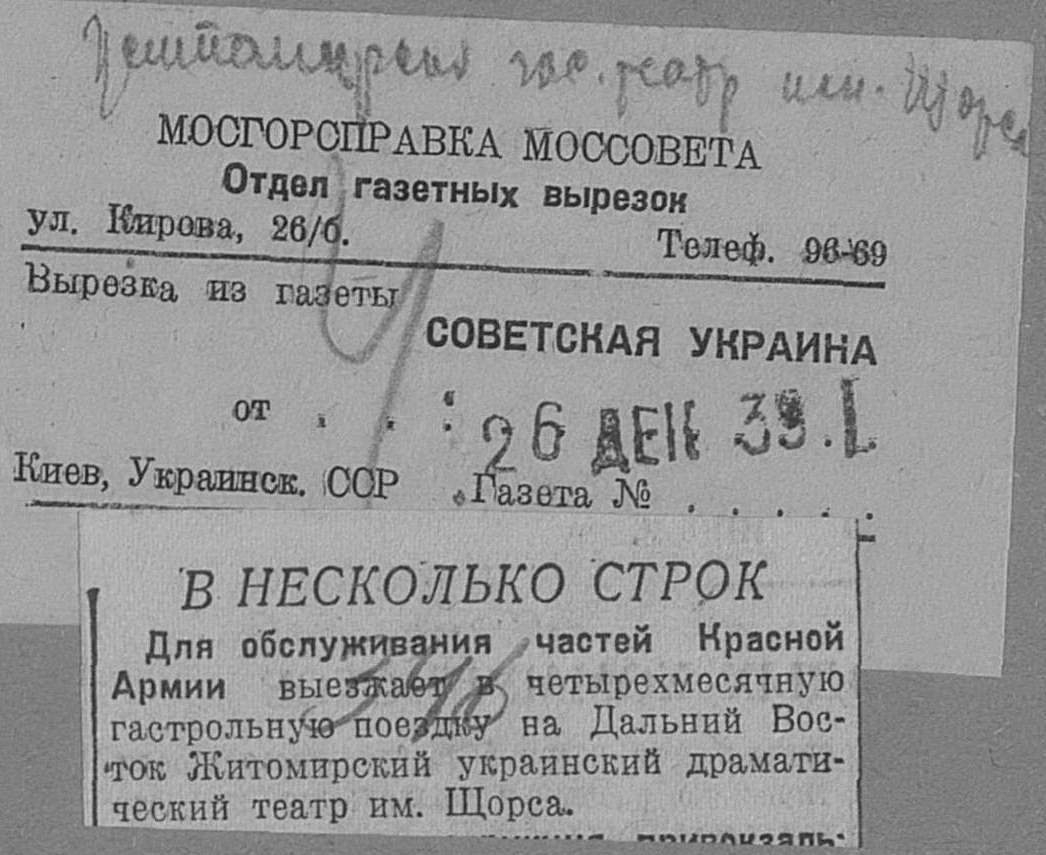 гос. театр им. Щорса
МОСГОРСПРАВКА МОССОВЕТА
Отдел газетных вырезок
ул. Кирова, 26/б. Телеф. 96-69
Вырезка из газеты
СОВЕТСКАЯ УКРАИНА
от . . . 26 ДЕК 39
Киев, Украинск. ССР . Газета № . . . . .
В НЕСКОЛЬКО СТРОК
Для обслуживания частей Красной
Армии выезжает в четырехмесячную
гастрольную поездку на Дальний Вос-
ток Житомирский украинский драмати-
ческий театр им. Щорса.